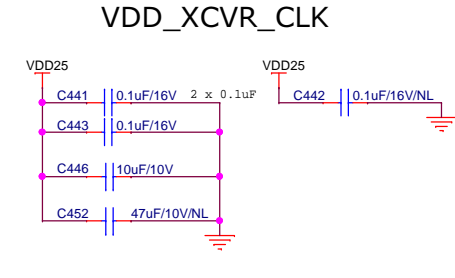 VDD_XCVR_CLK
VDD25 VDD25
C441 0.1uF/16V 2 x 0.1uF C442 0.1uF/16V/NL
C443 0.1uF/16V
C446 10uF/10V
C452 47uF/10V/NL